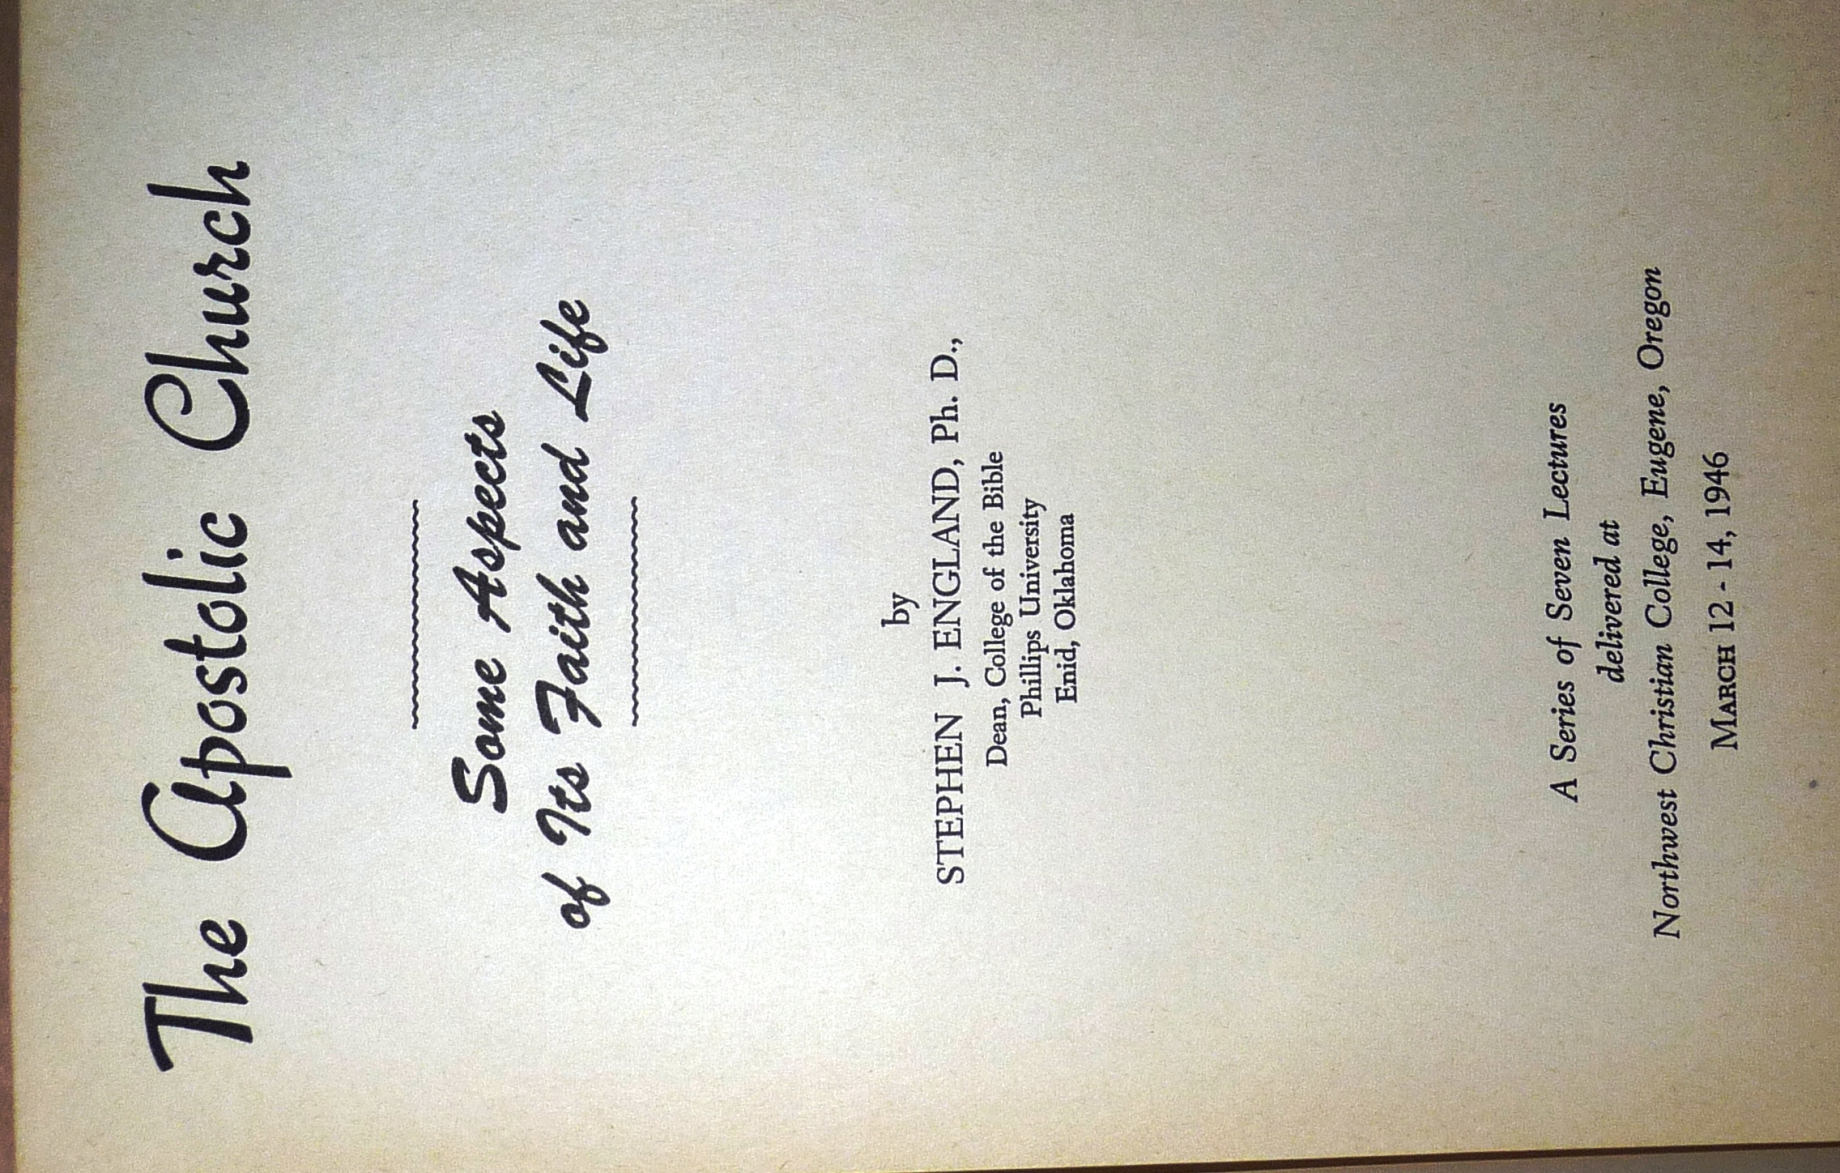 The Apostolic Church
Some Aspects
of Its Faith and Life
by
STEPHEN J. ENGLAND, Ph. D.,
Dean, College of the Bible
Phillips University
Enid, Oklahoma
A Series of Seven Lectures
delivered at
Northwest Christian College, Eugene, Oregon
MARCH 12 - 14, 1946